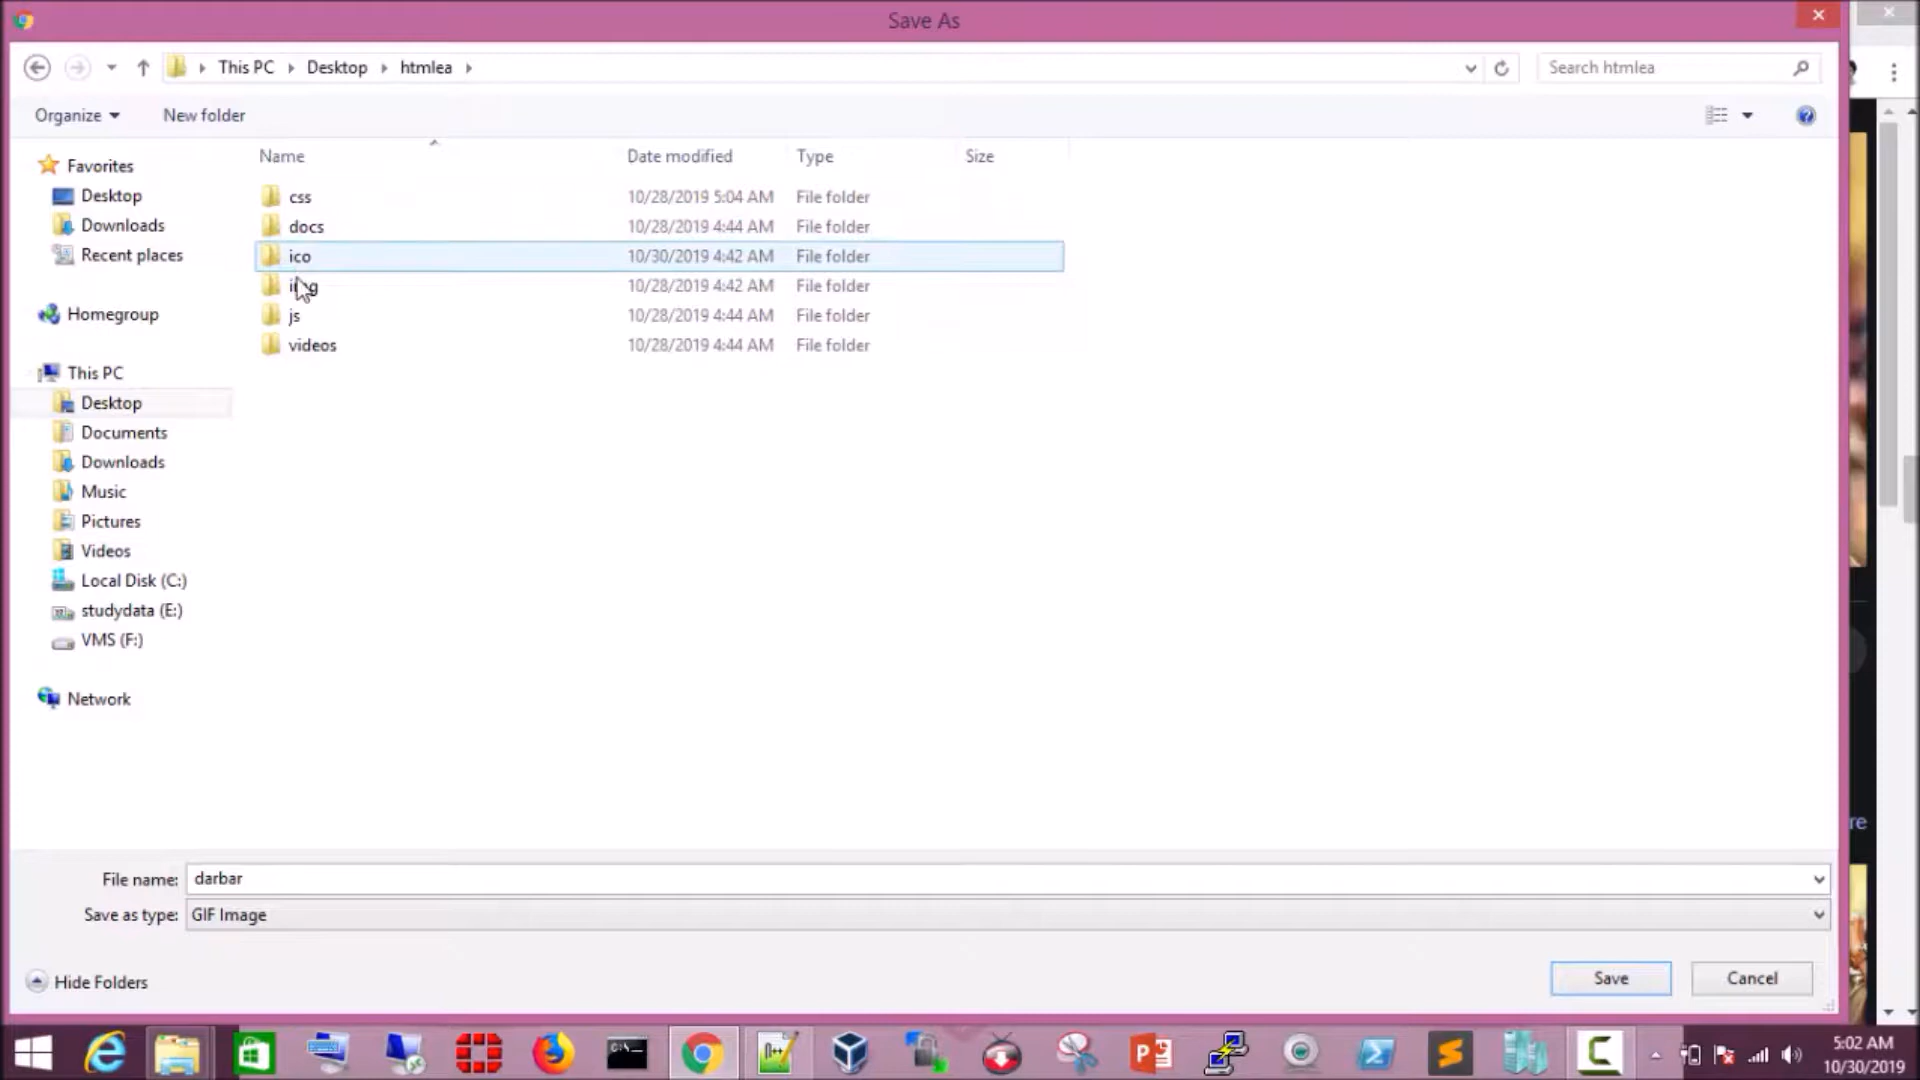 Save As
This PC Desktop htmlea
Search htmlea
Organize
New folder
Name Date modified Type Size
css 10/28/2019 5:04 AM File folder
docs 10/28/2019 4:44 AM File folder
ico 10/30/2019 4:42 AM File folder
img 10/28/2019 4:42 AM File folder
js 10/28/2019 4:44 AM File folder
videos 10/28/2019 4:44 AM File folder
Favorites
Desktop
Downloads
Recent places
Homegroup
This PC
Desktop
Documents
Downloads
Music
Pictures
Videos
Local Disk (C:)
studydata (E:)
VMS (F:)
Network
re
File name: darbar
Save as type: GIF Image
Hide Folders
Save
Cancel
5:02 AM
10/30/2019